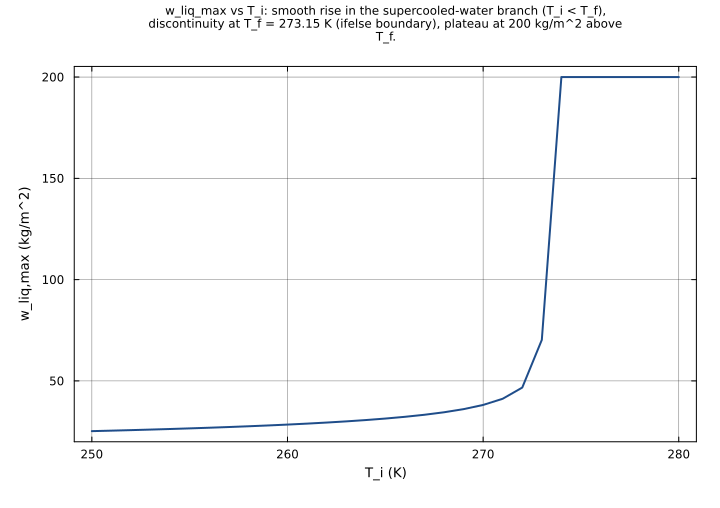 w_liq_max vs T_i: smooth rise in the supercooled-water branch (T_i < T_f),
discontinuity at T_f = 273.15 K (ifelse boundary), plateau at 200 kg/m^2 above
T_f.
200
150
100
50
w_liq,max (kg/m^2)
250
260
270
280
T_i (K)